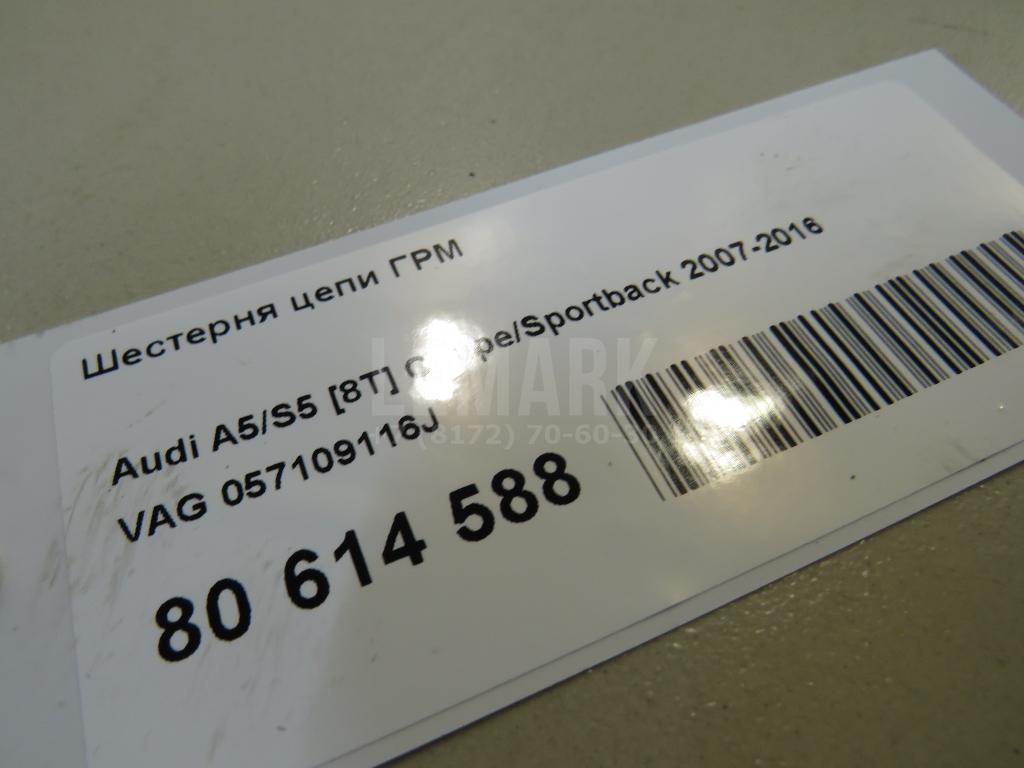 Шестерня цепи ГРМ
Audi A5/S5 [8T] Coupe/Sportback 2007-2016
VAG 057109116J
80 614 588